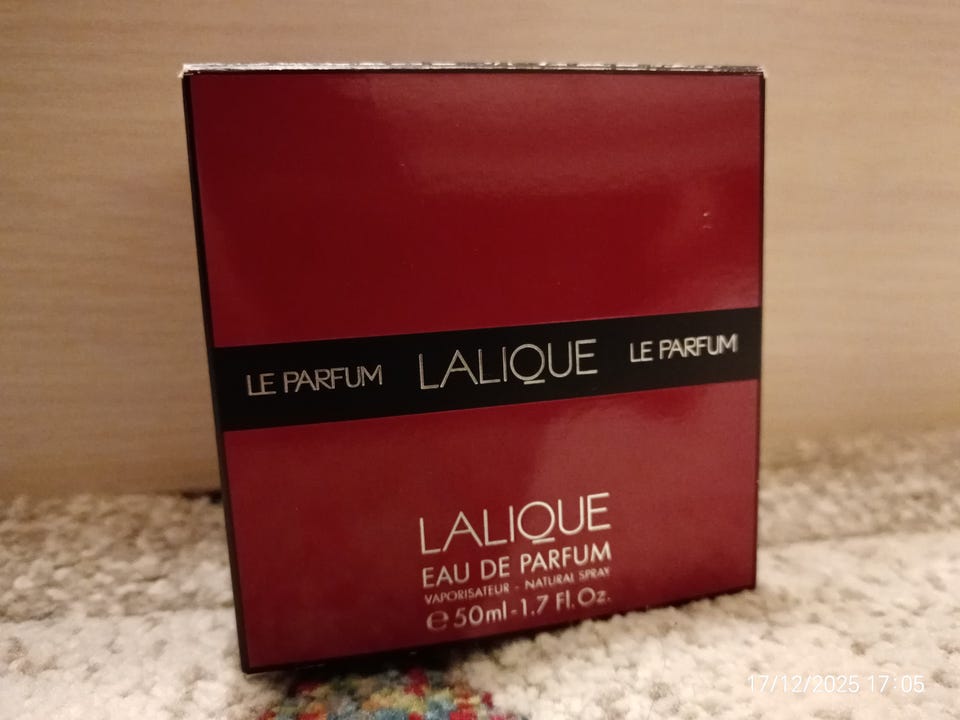 LE PARFUM LALIQUE LE PARFUM
LALIQUE
EAU DE PARFUM
VAPORISATEUR - NATURAL SPRAY
℮ 50ml - 1.7 Fl. Oz.
17/12/2025 17:05